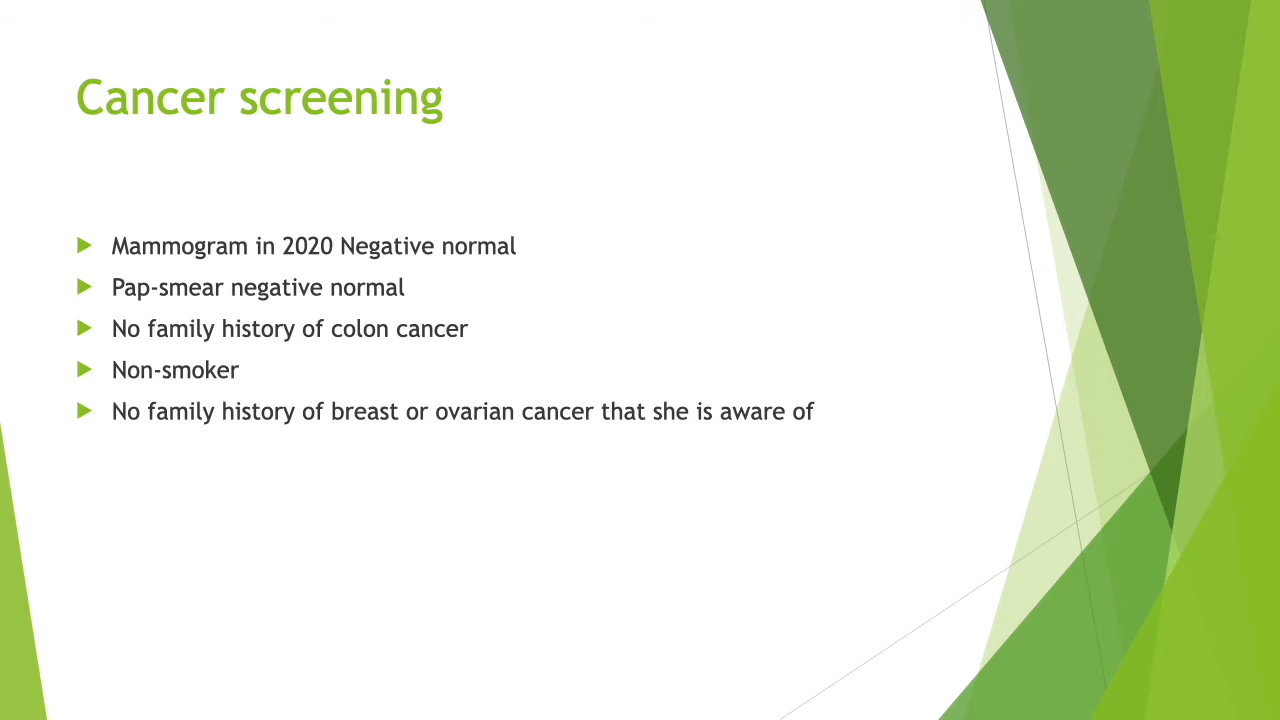 Cancer screening
Mammogram in 2020 Negative normal
Pap-smear negative normal
No family history of colon cancer
Non-smoker
No family history of breast or ovarian cancer that she is aware of